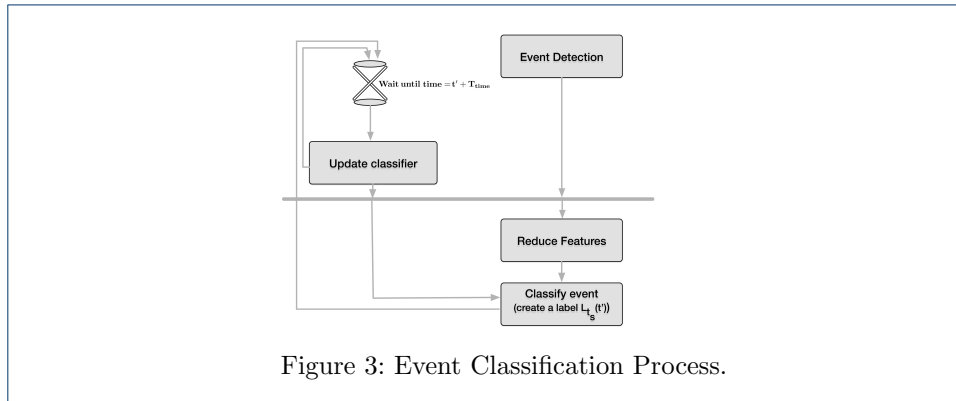 Event Detection
Wait until time = t′ + T_time
Update classifier
Reduce Features
Classify event
(create a label L_t_s(t'))
Figure 3: Event Classification Process.